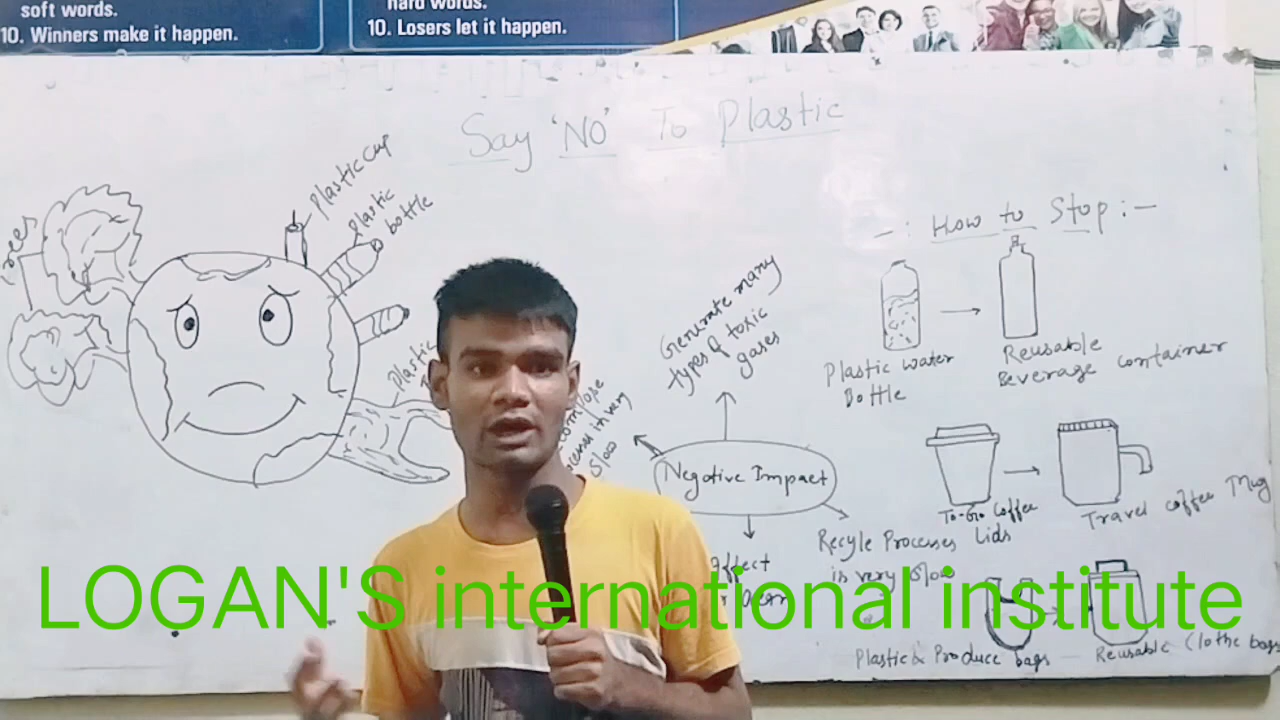 soft words.
10. Winners make it happen.
hard words.
10. Losers let it happen.
Say 'NO' To Plastic
Trees
Plastic cup
Plastic
bottle
Plastic
-: How to Stop:-
Plastic water
Bottle
Reusable
Beverage container
To-Go Coffee
Lids
Travel coffee Mug
Plastic & Produce bags
Reusable Clothe bags
Generate many
types of toxic
gases
in very
slow
Negative Impact
Recyle Processes
is very slow
LOGAN'S international institute